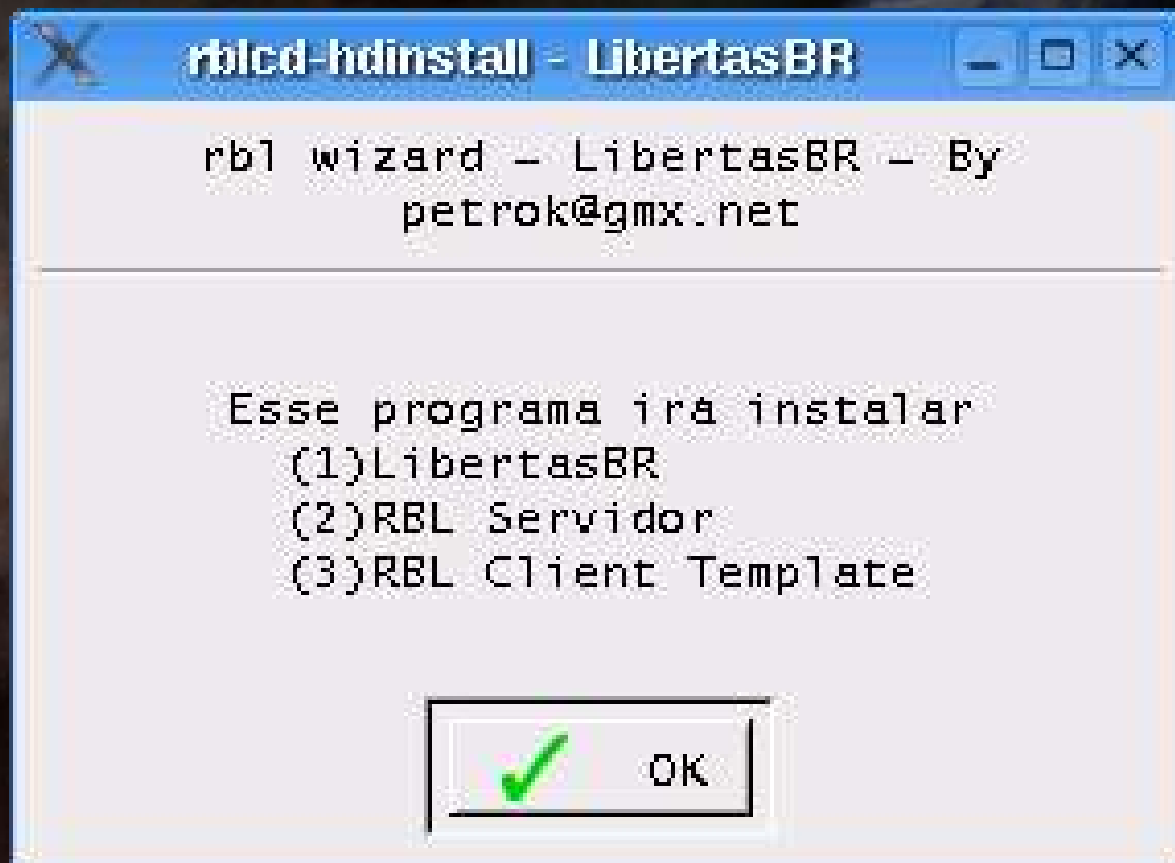 rblcd-hdinstall - LibertasBR
rbl wizard – LibertasBR – By
petrok@gmx.net
Esse programa irá instalar
(1)LibertasBR
(2)RBL Servidor
(3)RBL Client Template
OK